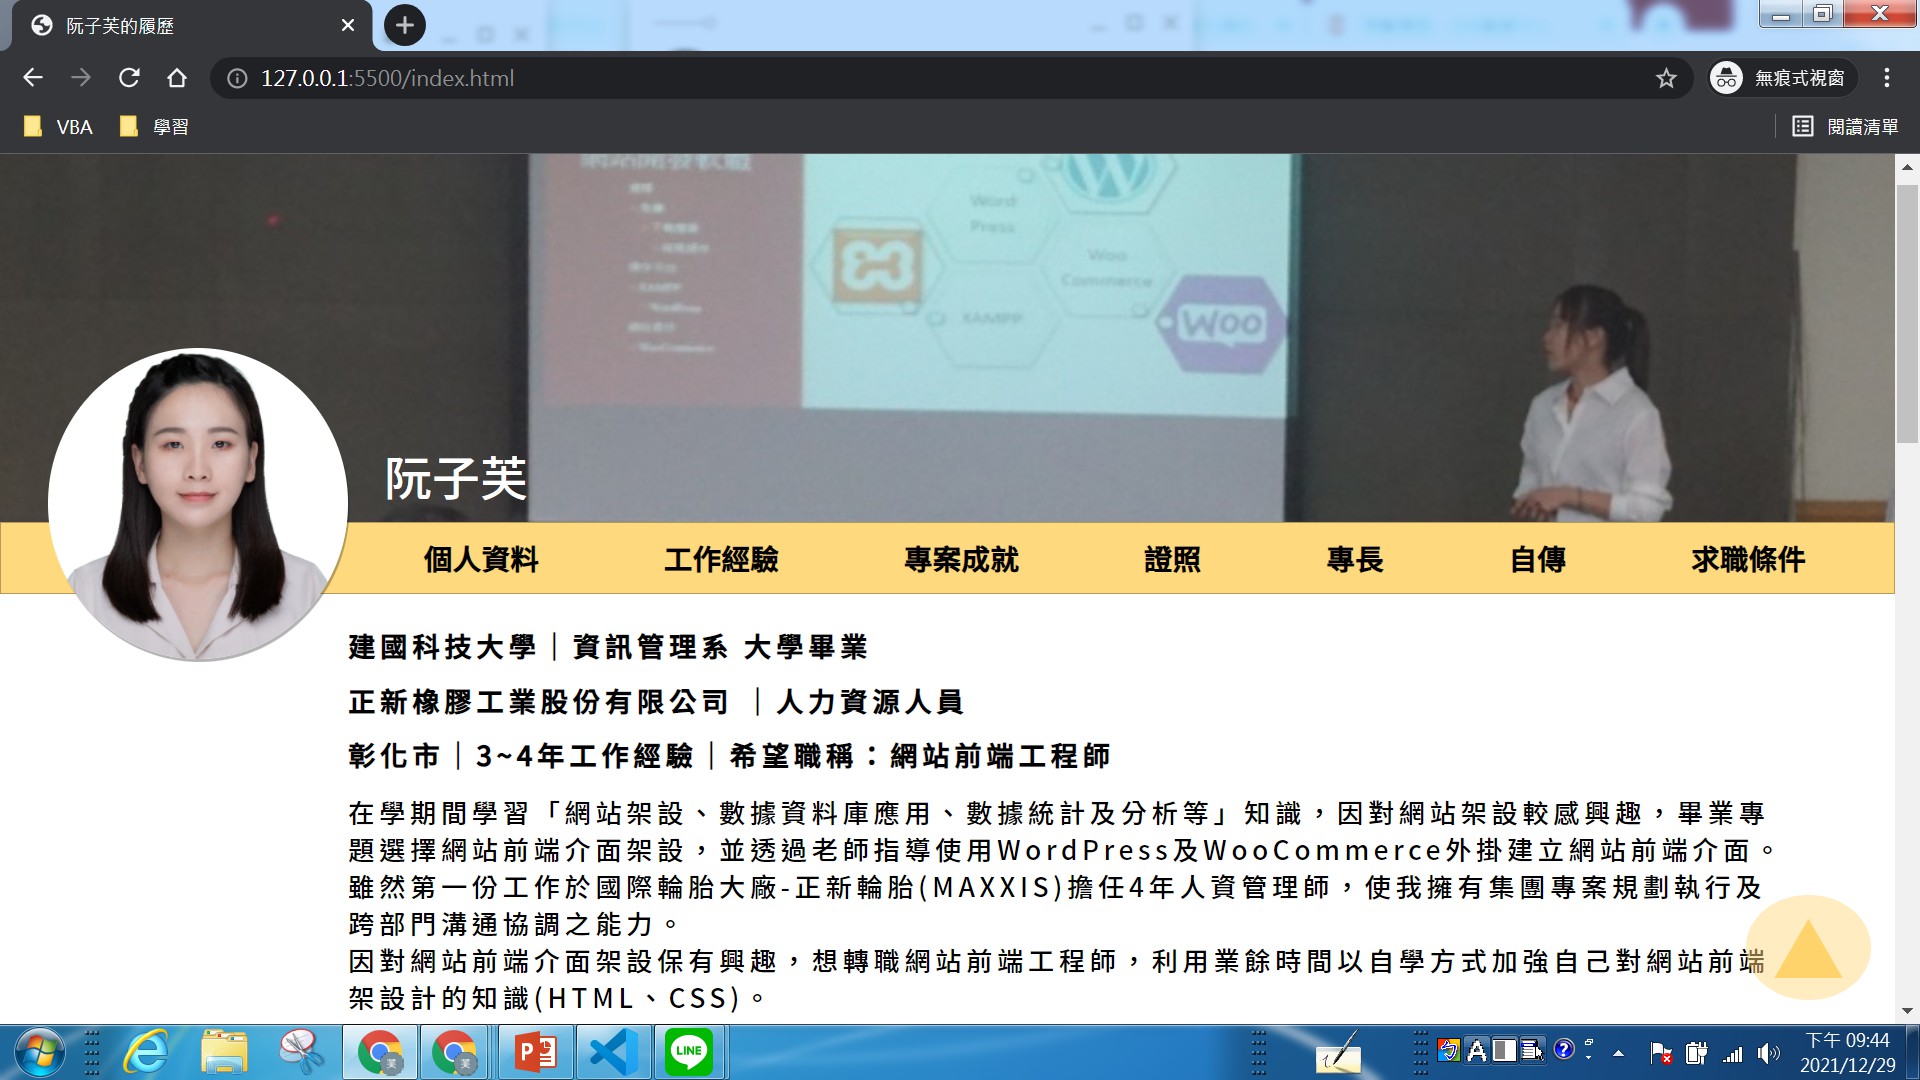 阮子芙的履歷
127.0.0.1:5500/index.html
無痕式視窗
VBA
學習
閱讀清單
Word
Press
Woo
Commerce
XAMPP
WOO
阮子芙
個人資料
工作經驗
專案成就
證照
專長
自傳
求職條件
建國科技大學｜資訊管理系 大學畢業
正新橡膠工業股份有限公司 ｜人力資源人員
彰化市｜3~4年工作經驗｜希望職稱：網站前端工程師
在學期間學習「網站架設、數據資料庫應用、數據統計及分析等」知識，因對網站架設較感興趣，畢業專
題選擇網站前端介面架設，並透過老師指導使用WordPress及WooCommerce外掛建立網站前端介面。
雖然第一份工作於國際輪胎大廠-正新輪胎(MAXXIS)擔任4年人資管理師，使我擁有集團專案規劃執行及
跨部門溝通協調之能力。
因對網站前端介面架設保有興趣，想轉職網站前端工程師，利用業餘時間以自學方式加強自己對網站前端
架設計的知識(HTML、CSS)。
LINE
下午 09:44
2021/12/29